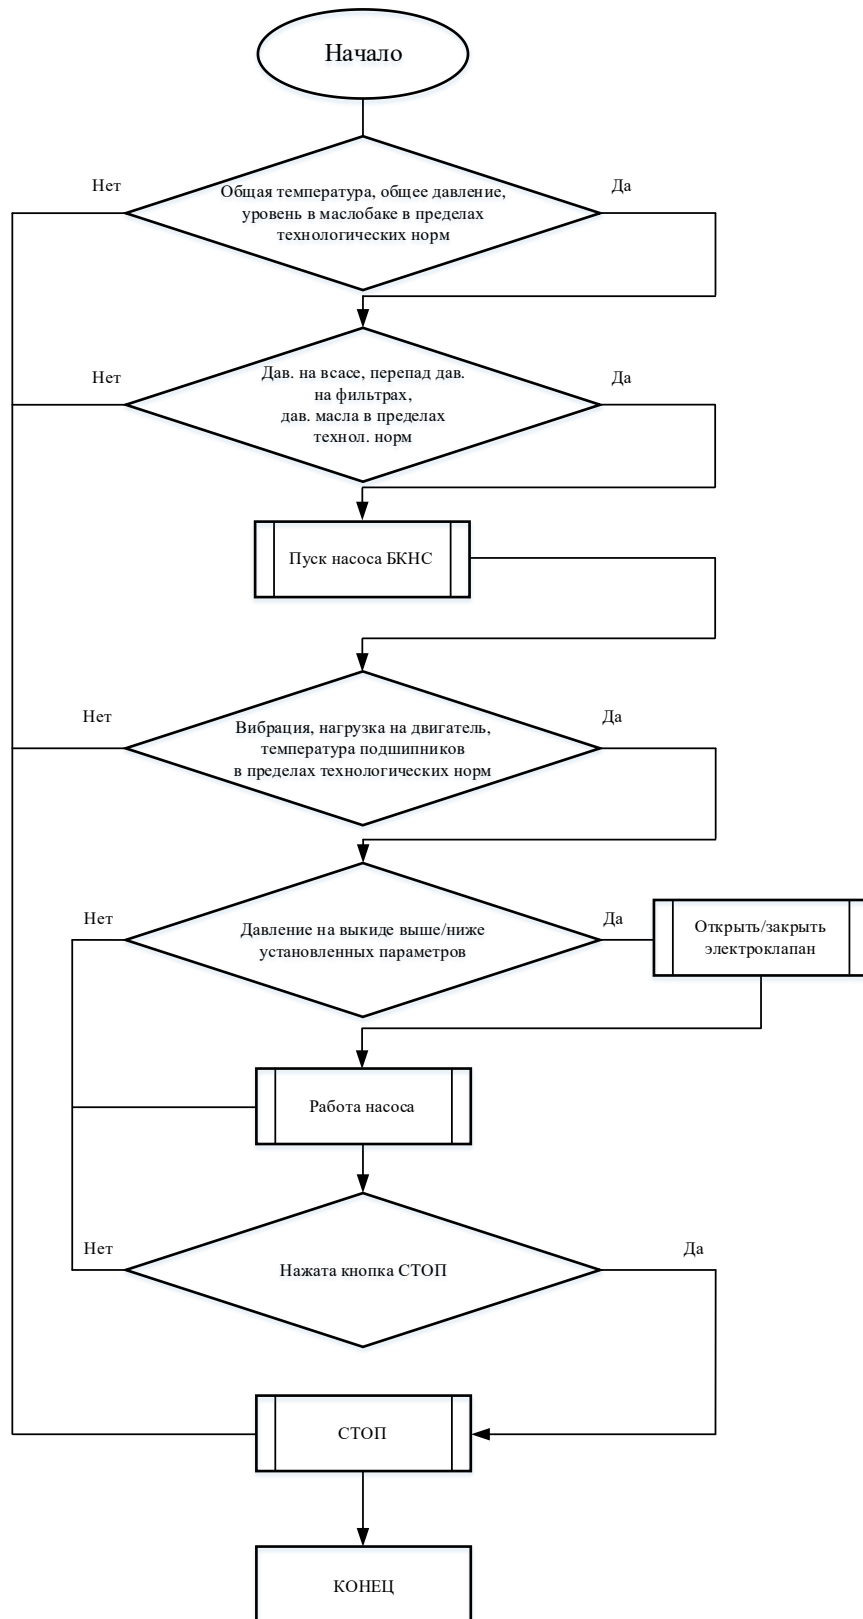 Начало
Нет
Да
Общая температура, общее давление,
уровень в маслобаке в пределах
технологических норм
Нет
Да
Дав. на всасе, перепад дав.
на фильтрах,
дав. масла в пределах
технол. норм
Пуск насоса БКНС
Нет
Да
Вибрация, нагрузка на двигатель,
температура подшипников
в пределах технологических норм
Нет
Да
Давление на выкиде выше/ниже
установленных параметров
Открыть/закрыть
электроклапан
Работа насоса
Нет
Да
Нажата кнопка СТОП
СТОП
КОНЕЦ